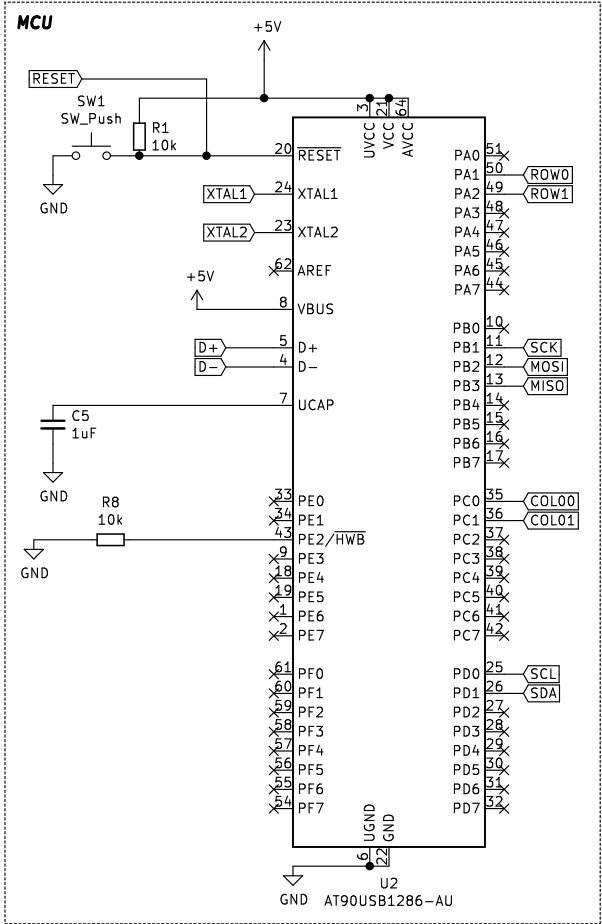 MCU
+5V
RESET
SW1
SW_Push
R1
10k
GND
3 UVCC
21 VCC
64 AVCC
20 RESET
24 XTAL1
XTAL1
23 XTAL2
XTAL2
62 AREF
+5V
8 VBUS
D+ 5 D+
D- 4 D-
7 UCAP
C5
1uF
GND
33 PE0
34 PE1
R8
10k
43 PE2/HWB
GND
9 PE3
18 PE4
19 PE5
1 PE6
2 PE7
61 PF0
60 PF1
59 PF2
58 PF3
57 PF4
56 PF5
55 PF6
54 PF7
PA0 51
PA1 50 ROW0
PA2 49 ROW1
PA3 48
PA4 47
PA5 46
PA6 45
PA7 44
PB0 10
PB1 11 SCK
PB2 12 MOSI
PB3 13 MISO
PB4 14
PB5 15
PB6 16
PB7 17
PC0 35 COL00
PC1 36 COL01
PC2 37
PC3 38
PC4 39
PC5 40
PC6 41
PC7 42
PD0 25 SCL
PD1 26 SDA
PD2 27
PD3 28
PD4 29
PD5 30
PD6 31
PD7 32
6 UGND
22 GND
GND
U2
AT90USB1286-AU